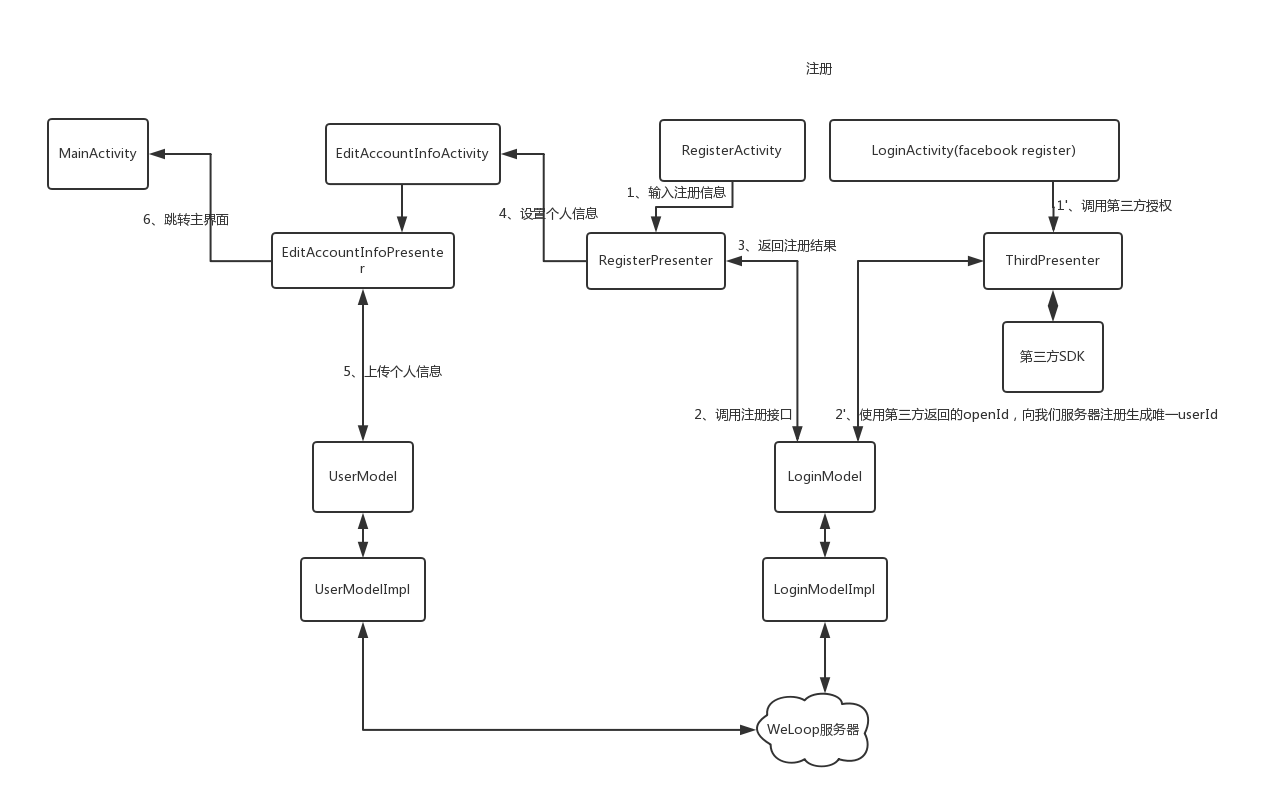 注册
MainActivity
EditAccountInfoActivity
RegisterActivity
LoginActivity(facebook register)
1、输入注册信息
1'、调用第三方授权
4、设置个人信息
6、跳转主界面
3、返回注册结果
EditAccountInfoPresente
r
RegisterPresenter
ThirdPresenter
第三方SDK
5、上传个人信息
2、调用注册接口
2'、使用第三方返回的openId，向我们服务器注册生成唯一userId
UserModel
LoginModel
UserModelImpl
LoginModelImpl
WeLoop服务器